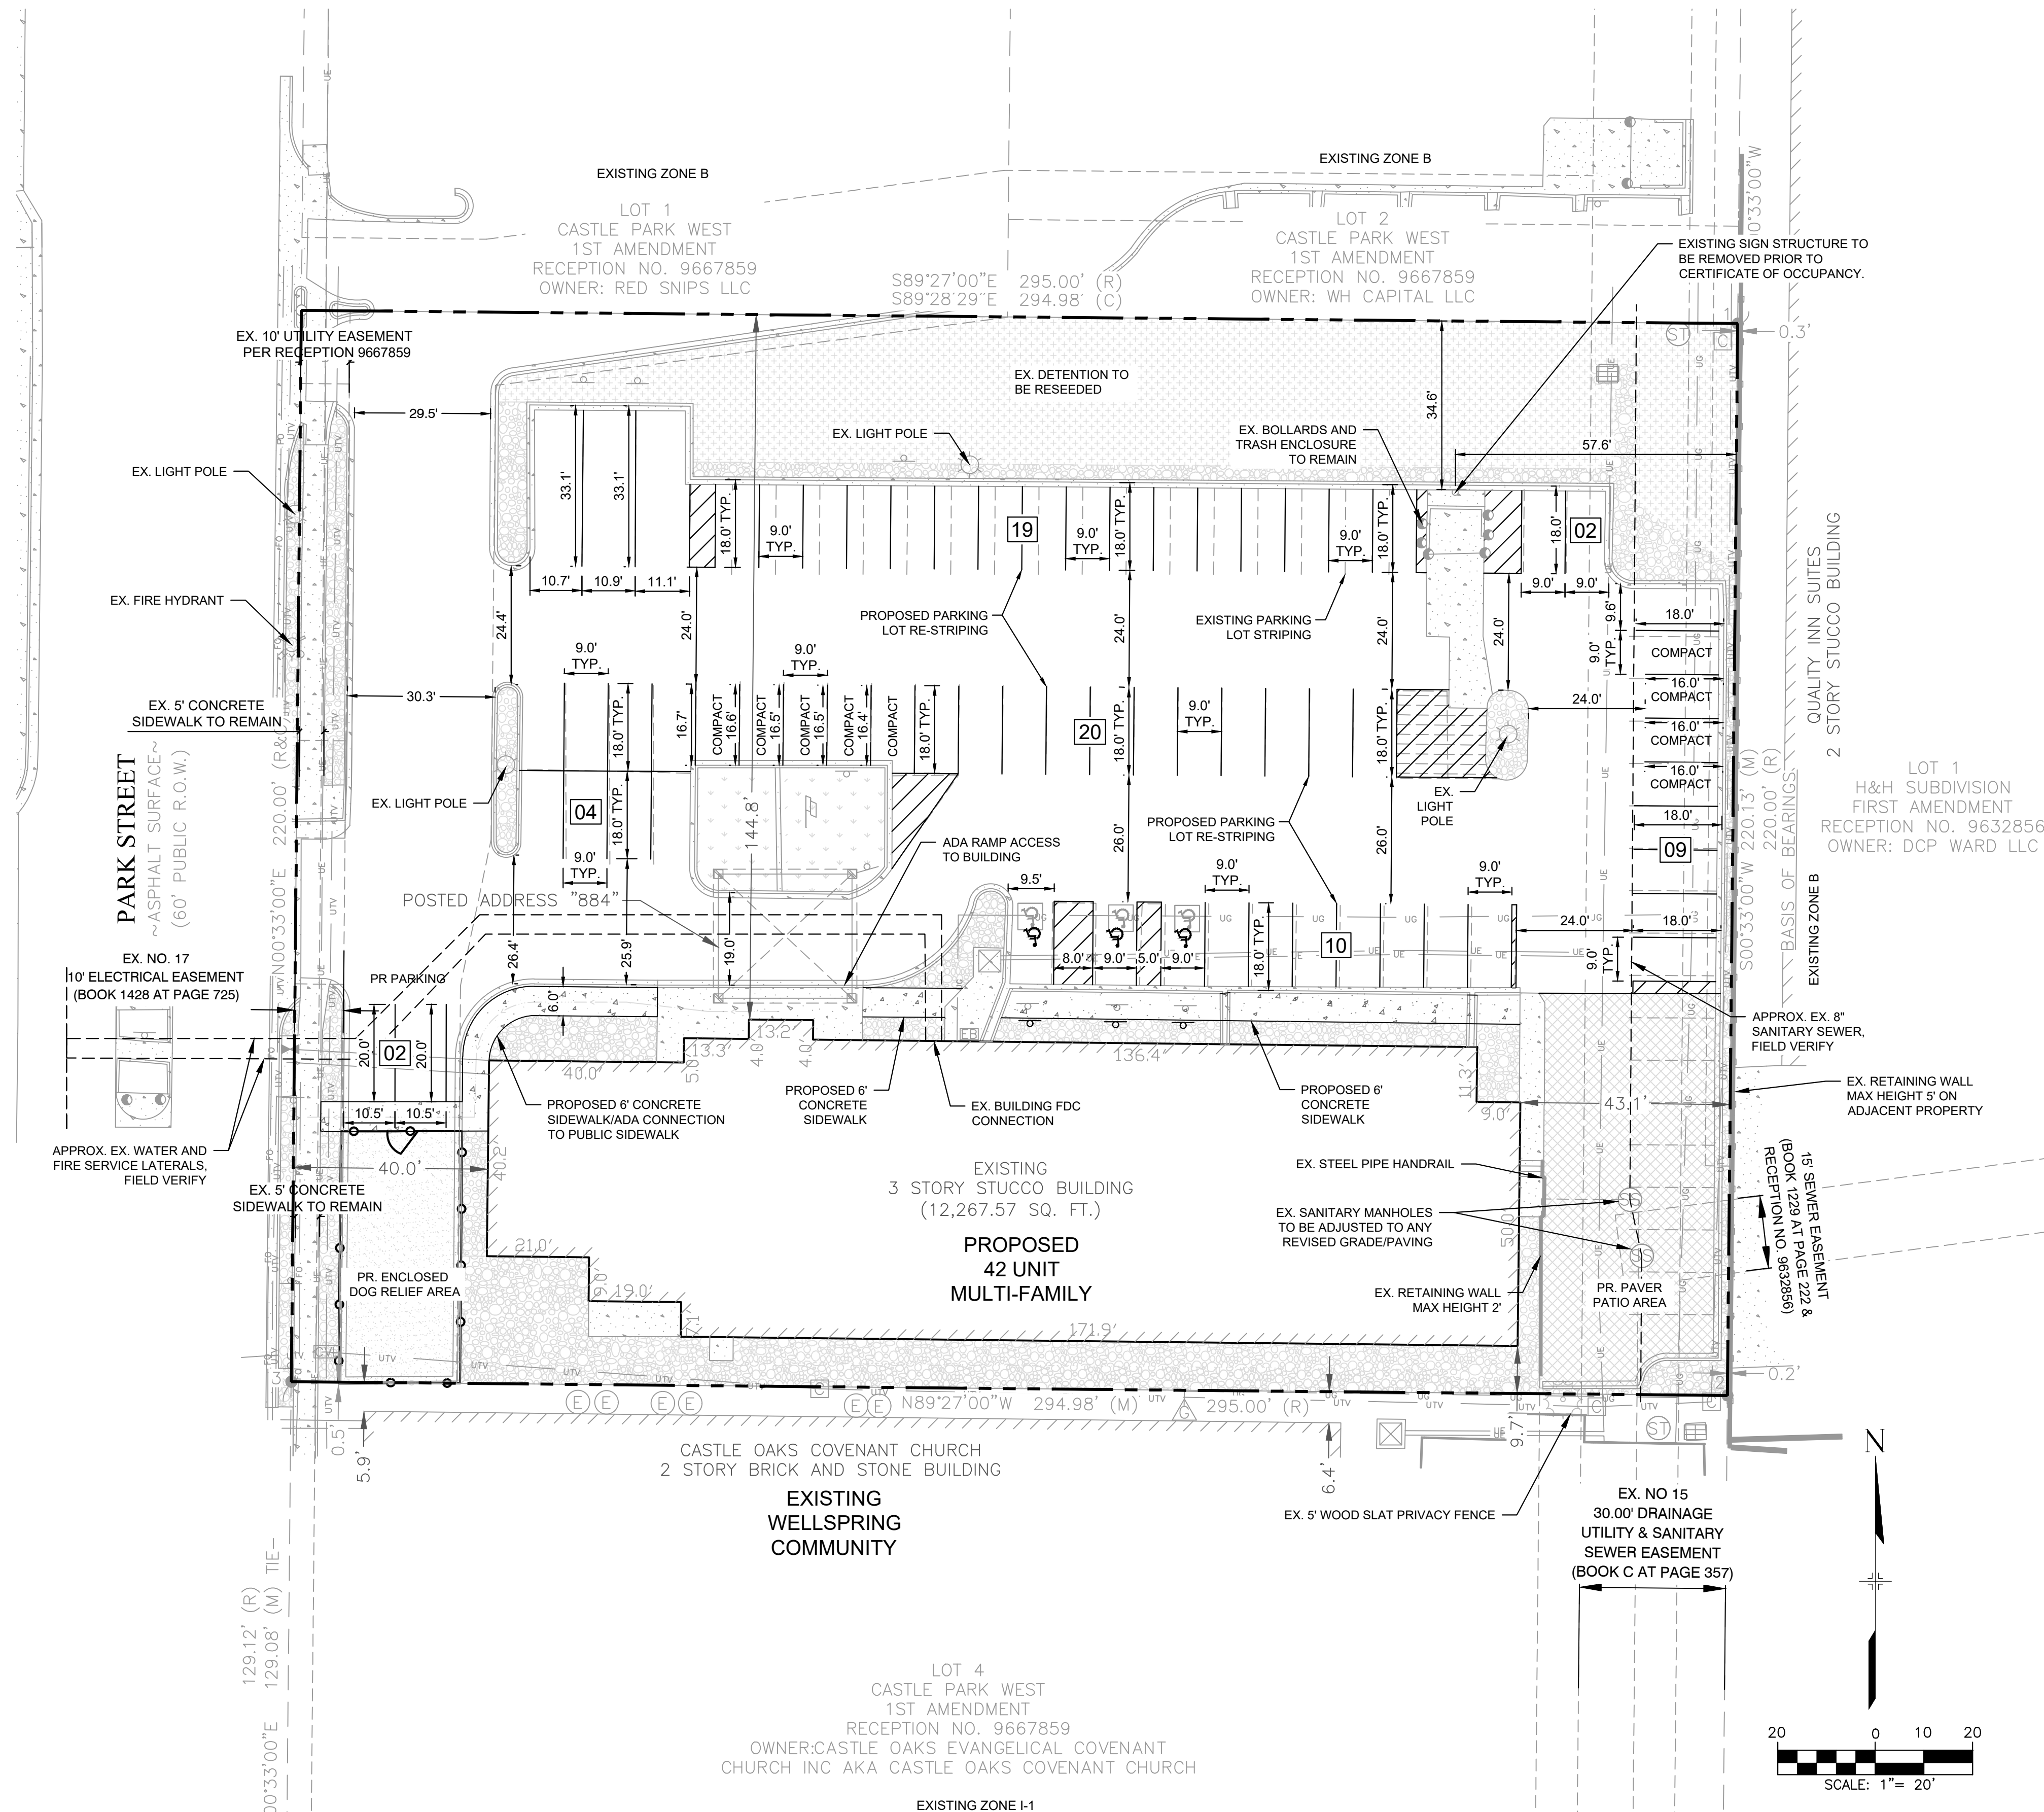 EXISTING ZONE B
EXISTING ZONE B
LOT 1
CASTLE PARK WEST
1ST AMENDMENT
RECEPTION NO. 9667859
OWNER: RED SNIPS LLC
LOT 2
CASTLE PARK WEST
1ST AMENDMENT
RECEPTION NO. 9667859
OWNER: WH CAPITAL LLC
S89°27'00"E 295.00' (R)
S89°28'29"E 294.98' (C)
EXISTING SIGN STRUCTURE TO
BE REMOVED PRIOR TO
CERTIFICATE OF OCCUPANCY.
EX. 10' UTILITY EASEMENT
PER RECEPTION 9667859
0.3'
ST
C
29.5'
EX. DETENTION TO
BE RESEEDED
34.6'
EX. LIGHT POLE
EX. BOLLARDS AND
TRASH ENCLOSURE
TO REMAIN
57.6'
EX. LIGHT POLE
33.1'
33.1'
18.0' TYP.
9.0'
TYP.
19
9.0'
TYP.
18.0' TYP.
9.0'
TYP.
18.0' TYP.
18.0'
02
QUALITY INN SUITES
2 STORY STUCCO BUILDING
10.7'
10.9'
11.1'
9.0'
9.0'
EX. FIRE HYDRANT
24.4'
24.0'
PROPOSED PARKING
LOT RE-STRIPING
24.0'
EXISTING PARKING
LOT STRIPING
24.0'
24.0'
9.6'
18.0'
9.0'
TYP.
COMPACT
16.0'
COMPACT
16.0'
COMPACT
16.0'
COMPACT
9.0'
TYP.
9.0'
TYP.
30.3'
24.0'
EX. 5' CONCRETE
SIDEWALK TO REMAIN
18.0' TYP.
16.7'
COMPACT
16.6'
COMPACT
16.5'
COMPACT
16.5'
COMPACT
16.4'
COMPACT
18.0' TYP.
20
18.0' TYP.
9.0'
TYP.
18.0' TYP.
PARK STREET
~ASPHALT SURFACE~
(60' PUBLIC R.O.W.)
N00°33'00"E 220.00'
EX. LIGHT POLE
04
18.0' TYP.
9.0'
TYP.
144.8'
EX.
LIGHT
POLE
18.0'
09
S00°33'00"W 220.13' (M)
220.00' (R)
BASIS OF BEARINGS
LOT 1
H&H SUBDIVISION
FIRST AMENDMENT
RECEPTION NO. 9632856
OWNER: DCP WARD LLC
EXISTING ZONE B
ADA RAMP ACCESS
TO BUILDING
PROPOSED PARKING
LOT RE-STRIPING
26.0'
26.0'
POSTED ADDRESS "884"
9.5'
9.0'
TYP.
9.0'
TYP.
26.4'
25.9'
19.0'
8.0'
9.0'
5.0'
9.0'
18.0' TYP.
10
24.0'
18.0'
9.0'
TYP.
EX. NO. 17
10' ELECTRICAL EASEMENT
(BOOK 1428 AT PAGE 725)
PR PARKING
6.0'
20.0'
02
20.0'
10.5'
10.5'
40.0'
5.0'
13.3'
4.0'
13.2'
4.0'
EB
136.4'
11.3'
9.0'
43.1'
APPROX. EX. 8"
SANITARY SEWER,
FIELD VERIFY
EX. RETAINING WALL
MAX HEIGHT 5' ON
ADJACENT PROPERTY
PROPOSED 6' CONCRETE
SIDEWALK/ADA CONNECTION
TO PUBLIC SIDEWALK
PROPOSED 6'
CONCRETE
SIDEWALK
EX. BUILDING FDC
CONNECTION
PROPOSED 6'
CONCRETE
SIDEWALK
APPROX. EX. WATER AND
FIRE SERVICE LATERALS,
FIELD VERIFY
40.0'
40.2'
EX. 5' CONCRETE
SIDEWALK TO REMAIN
EXISTING
3 STORY STUCCO BUILDING
(12,267.57 SQ. FT.)
PROPOSED
42 UNIT
MULTI-FAMILY
EX. STEEL PIPE HANDRAIL
EX. SANITARY MANHOLES
TO BE ADJUSTED TO ANY
REVISED GRADE/PAVING
50.0'
SS
SS
15' SEWER EASEMENT
(BOOK 1229 AT PAGE 222 &
RECEPTION NO. 9632856)
EX. RETAINING WALL
MAX HEIGHT 2'
PR. PAVER
PATIO AREA
PR. ENCLOSED
DOG RELIEF AREA
21.0'
9.0'
19.0'
7.1'
171.9'
0.2'
N89°27'00"W 294.98' (M) 295.00' (R)
E E E E E E
C
G
C
C
ST
0.5'
5.9'
6.4'
9.7'
CASTLE OAKS COVENANT CHURCH
2 STORY BRICK AND STONE BUILDING
EXISTING
WELLSPRING
COMMUNITY
EX. 5' WOOD SLAT PRIVACY FENCE
EX. NO 15
30.00' DRAINAGE
UTILITY & SANITARY
SEWER EASEMENT
(BOOK C AT PAGE 357)
N
129.12' (R)
129.08' (M) TIE
LOT 4
CASTLE PARK WEST
1ST AMENDMENT
RECEPTION NO. 9667859
OWNER:CASTLE OAKS EVANGELICAL COVENANT
CHURCH INC AKA CASTLE OAKS COVENANT CHURCH
EXISTING ZONE I-1
20 0 10 20
SCALE: 1"= 20'